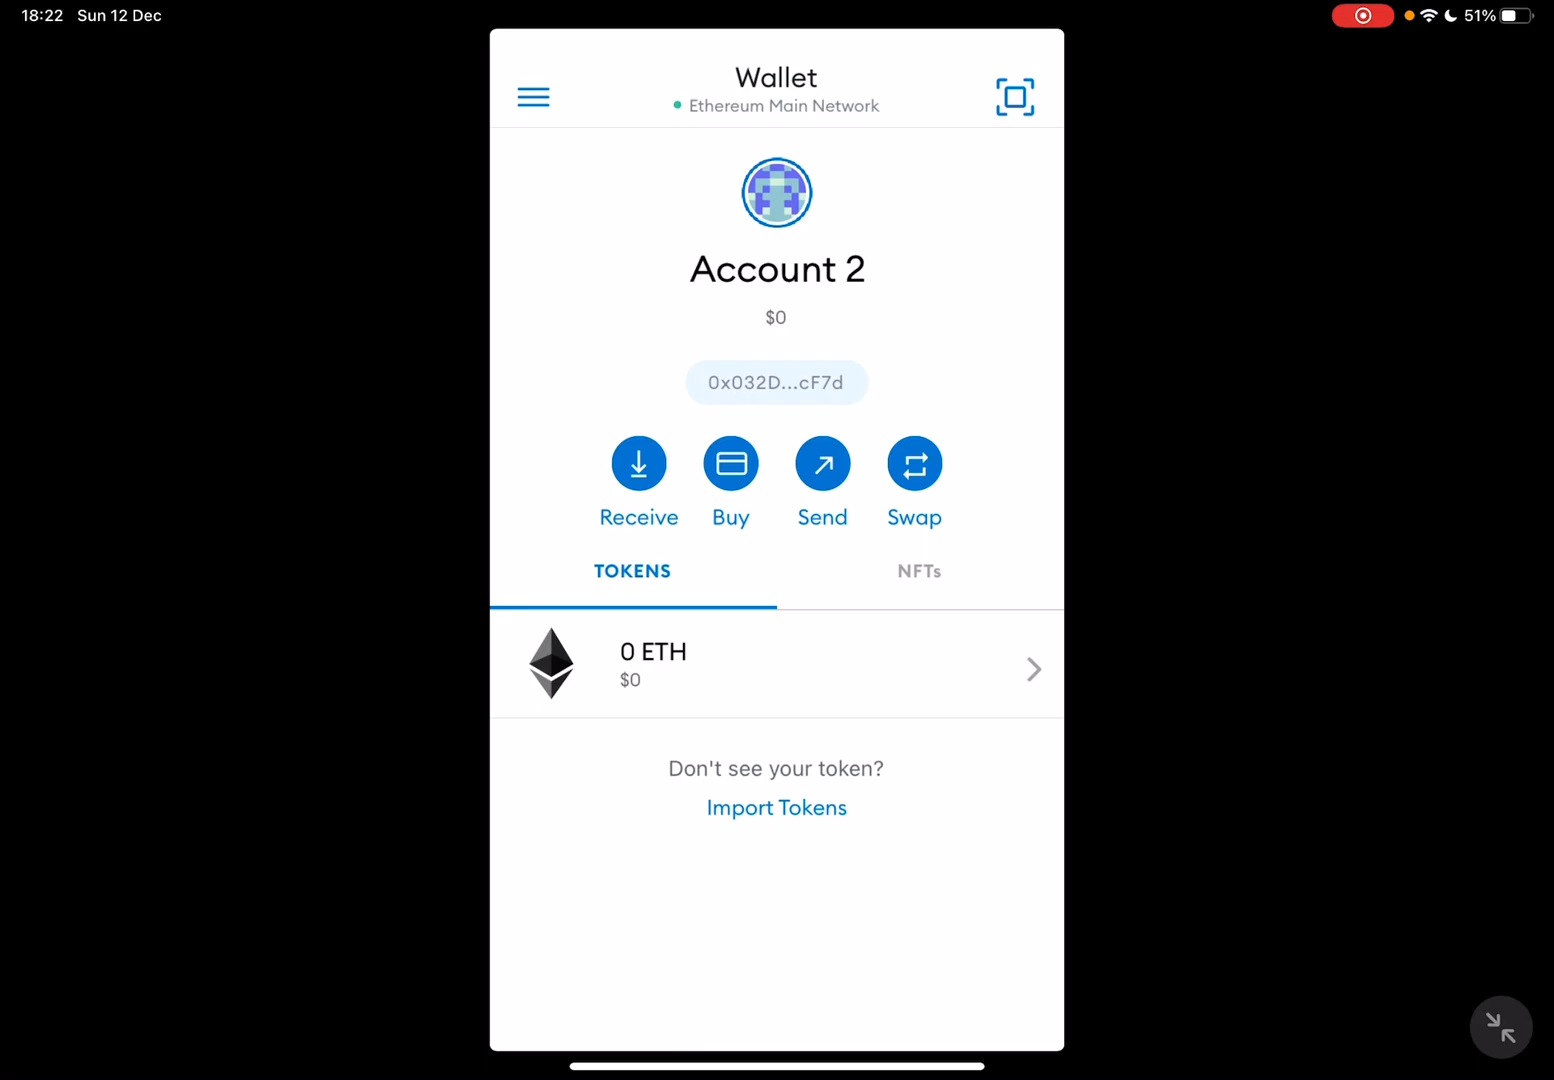 18:22 Sun 12 Dec
51%
Wallet
Ethereum Main Network
Account 2
$0
0x032D...cF7d
Receive Buy Send Swap
TOKENS NFTs
0 ETH
$0
Don't see your token?
Import Tokens